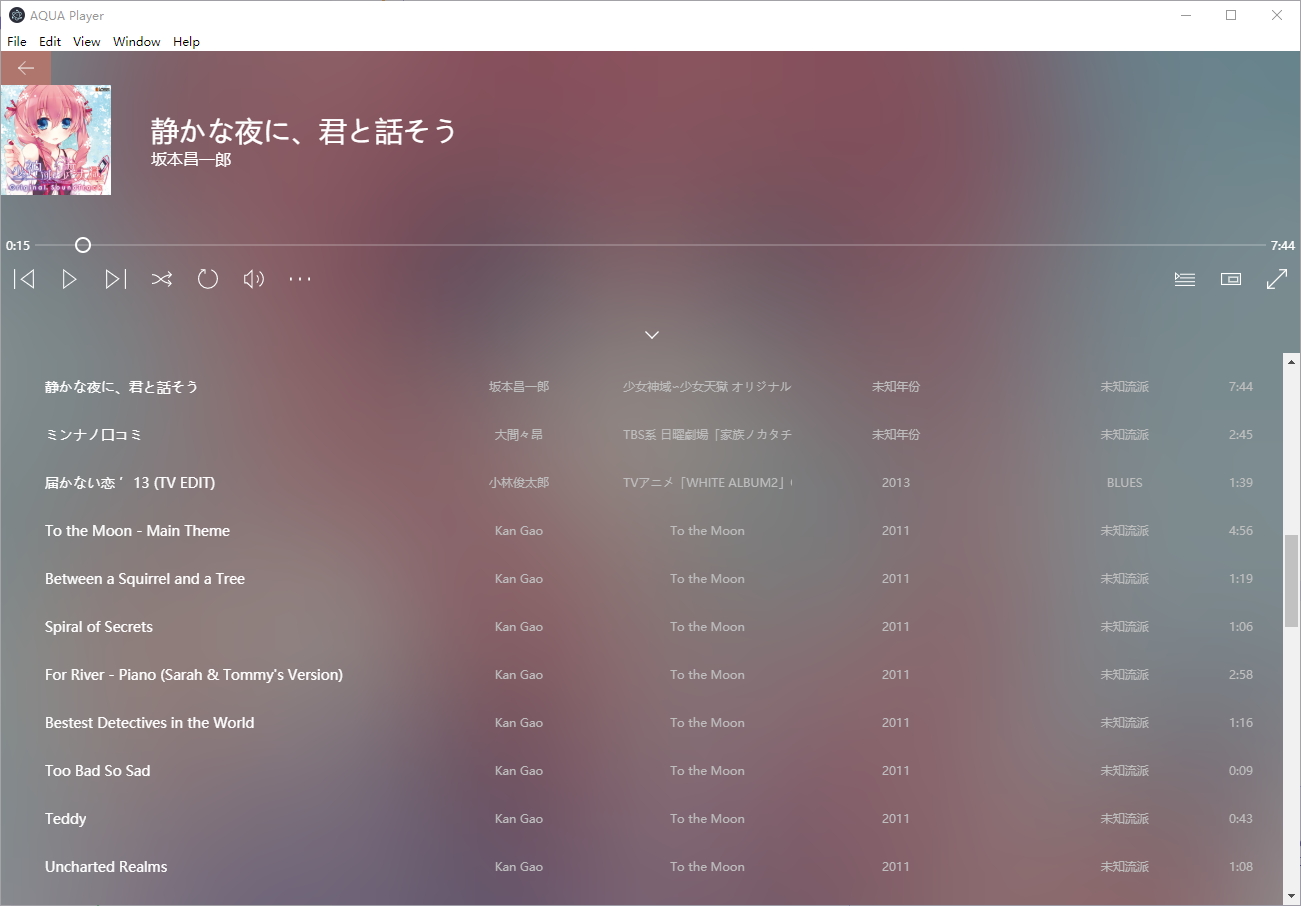 AQUA Player
File Edit View Window Help
Original Soundtrack
静かな夜に、君と話そう
坂本昌一郎
0:15 7:44
静かな夜に、君と話そう 坂本昌一郎 少女神域∽少女天獄 オリジナル 未知年份 未知流派 7:44
ミンナノ口コミ 大間々昂 TBS系 日曜劇場「家族ノカタチ 未知年份 未知流派 2:45
届かない恋 ’13 (TV EDIT) 小林俊太郎 TVアニメ「WHITE ALBUM2」 2013 BLUES 1:39
To the Moon - Main Theme Kan Gao To the Moon 2011 未知流派 4:56
Between a Squirrel and a Tree Kan Gao To the Moon 2011 未知流派 1:19
Spiral of Secrets Kan Gao To the Moon 2011 未知流派 1:06
For River - Piano (Sarah & Tommy's Version) Kan Gao To the Moon 2011 未知流派 2:58
Bestest Detectives in the World Kan Gao To the Moon 2011 未知流派 1:16
Too Bad So Sad Kan Gao To the Moon 2011 未知流派 0:09
Teddy Kan Gao To the Moon 2011 未知流派 0:43
Uncharted Realms Kan Gao To the Moon 2011 未知流派 1:08